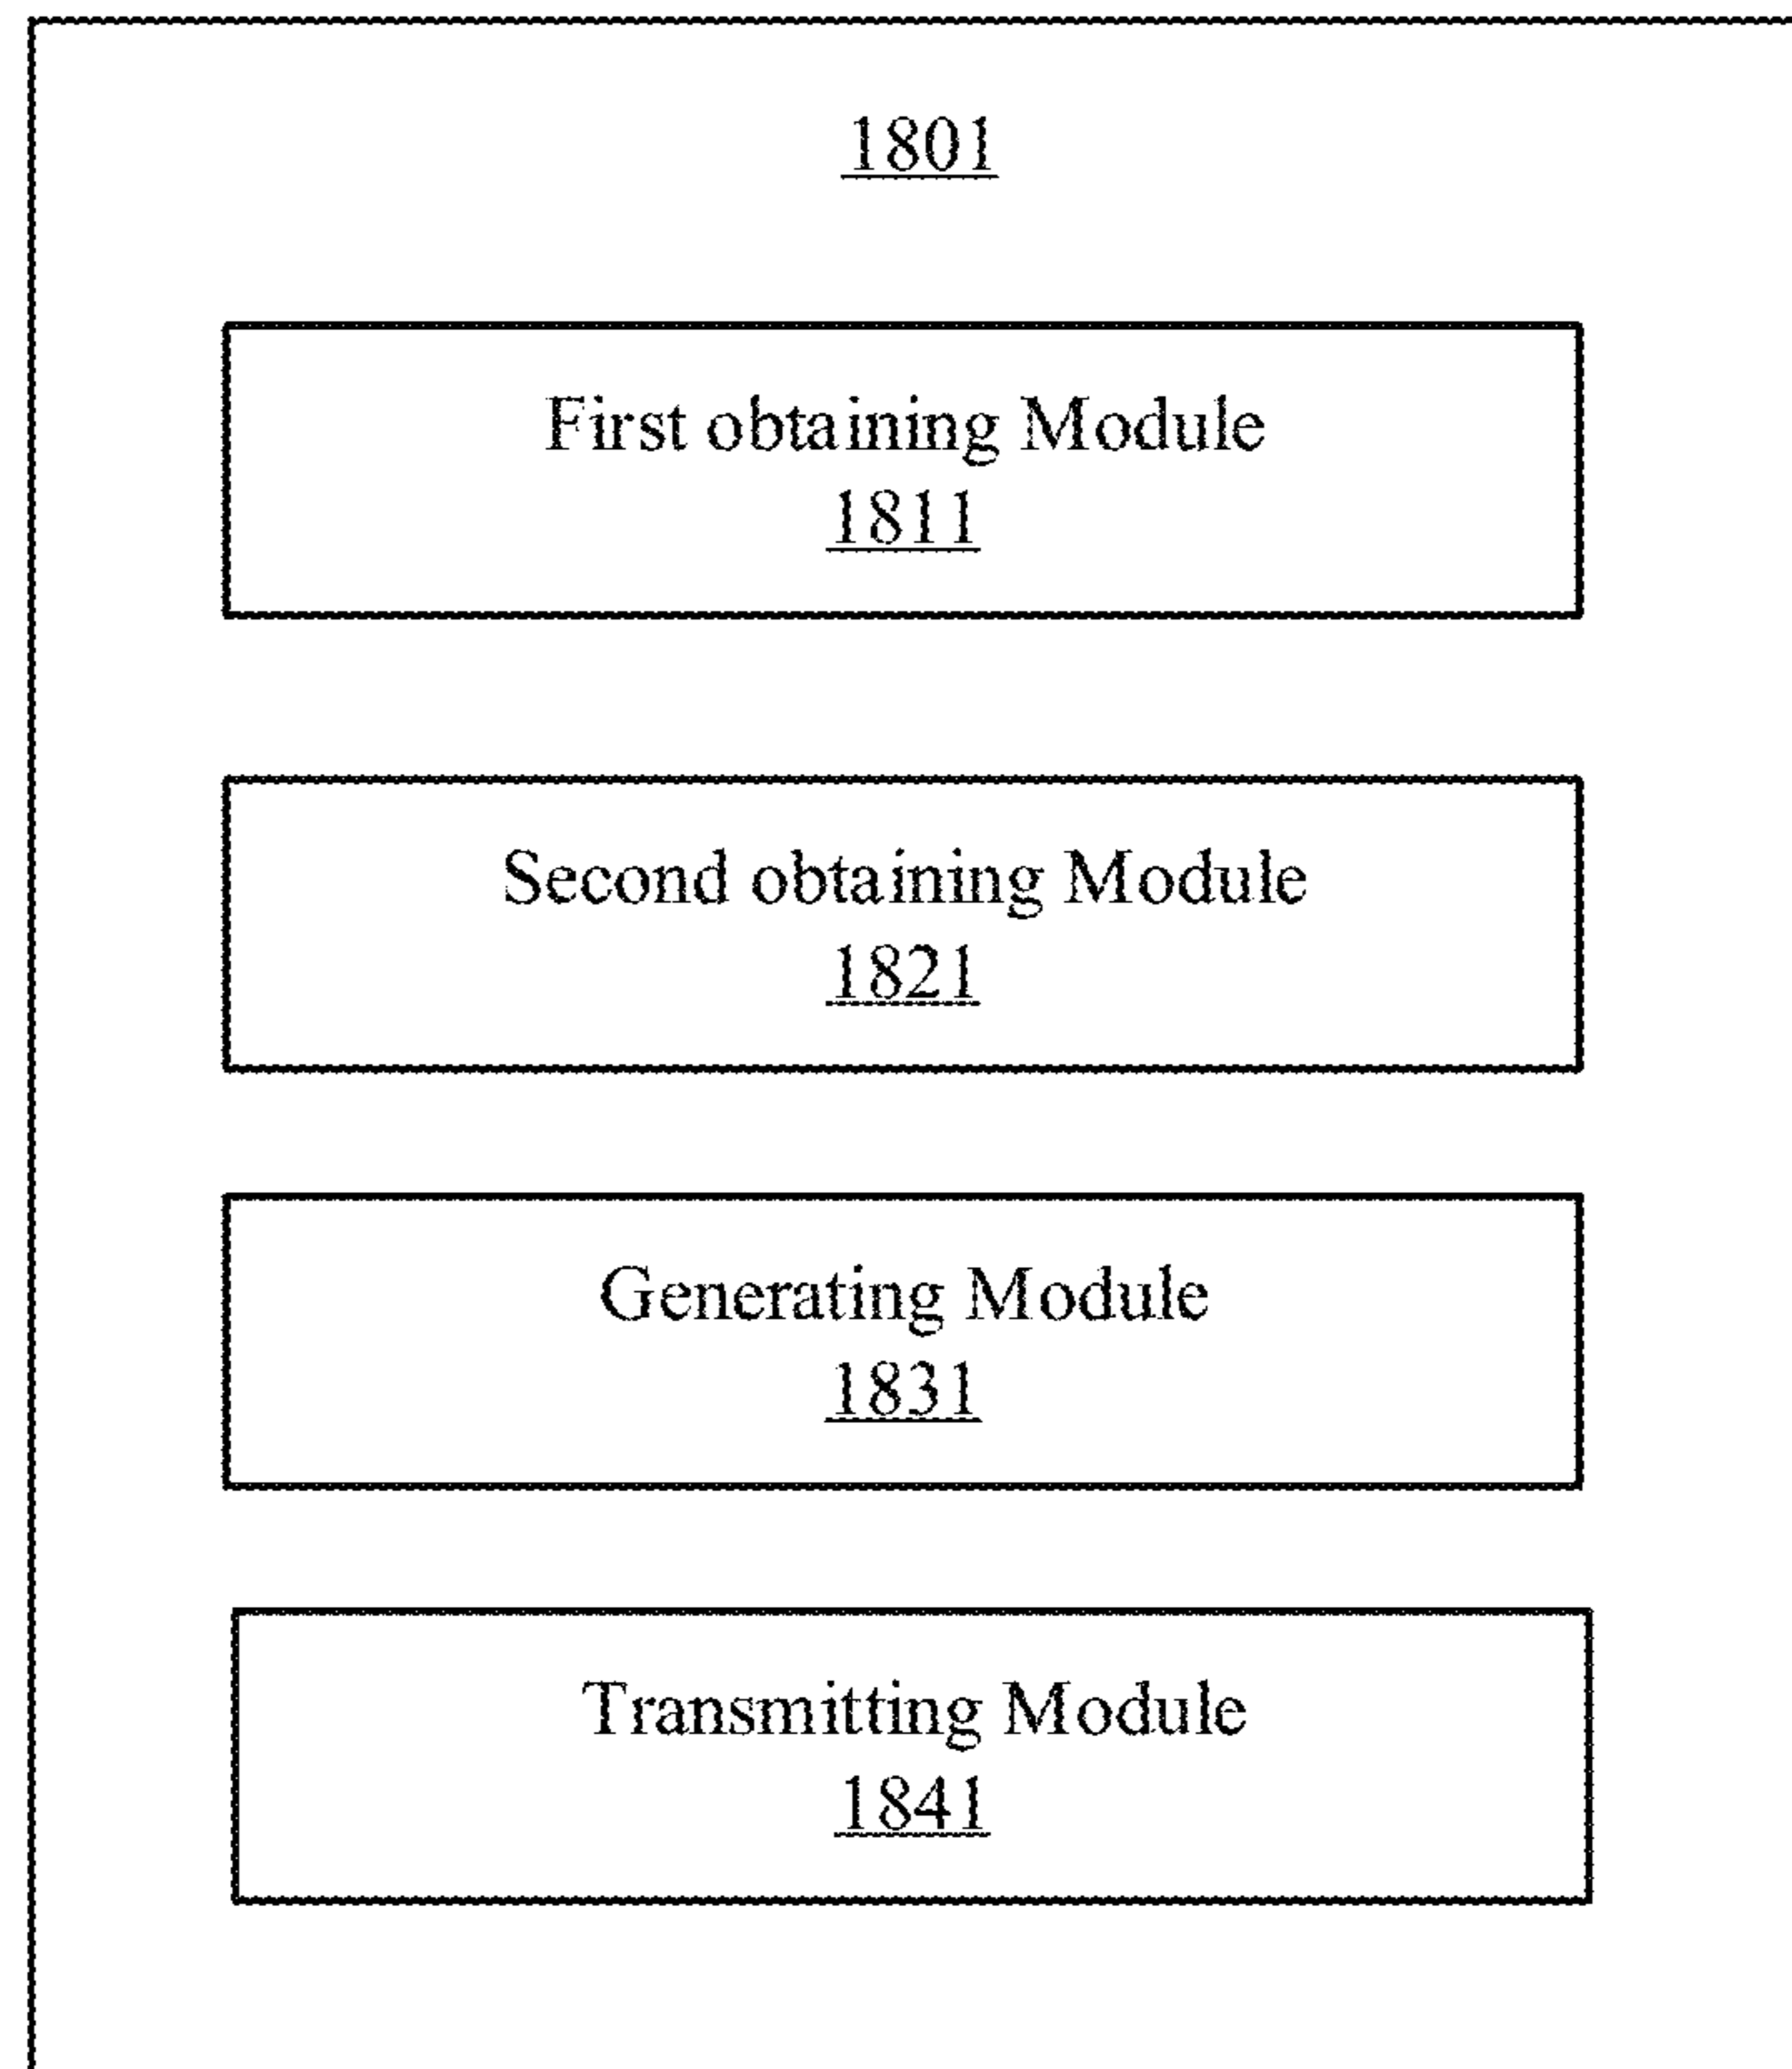 1801
First obtaining Module
1811
Second obtaining Module
1821
Generating Module
1831
Transmitting Module
1841